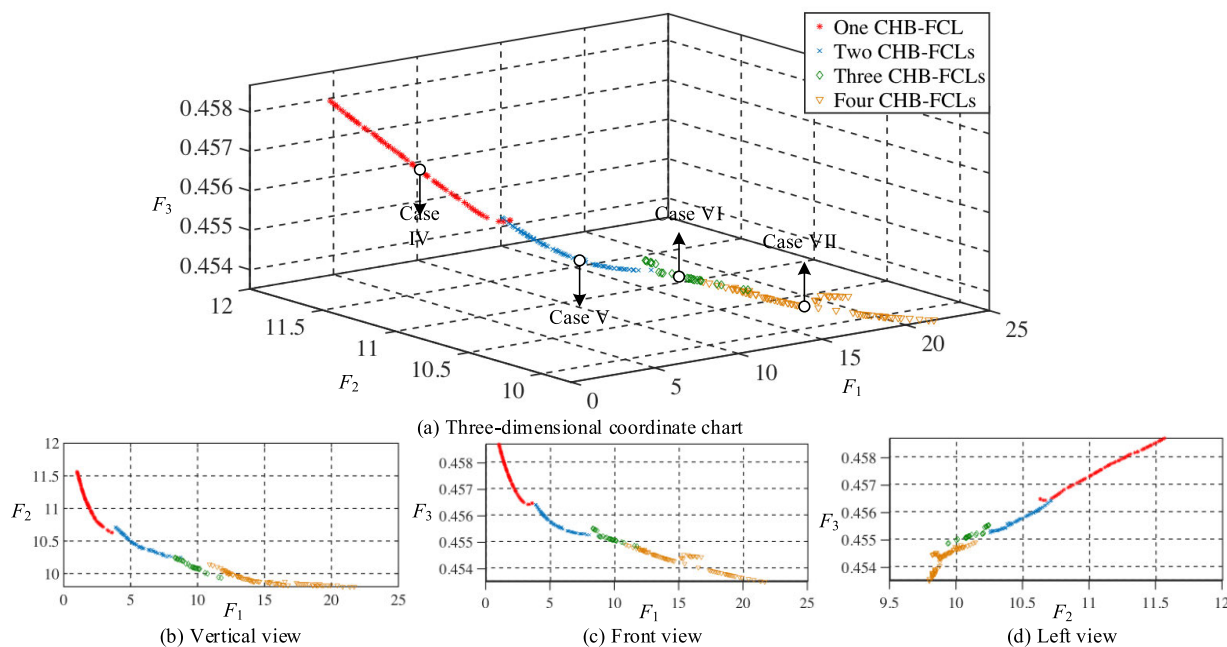 One CHB-FCL
Two CHB-FCLs
Three CHB-FCLs
Four CHB-FCLs
0.458
0.457
0.456
0.455
0.454
F3
Case
IV
Case V
Case VI
Case VII
12
11.5
11
10.5
10
F2
0
5
10
15
20
25
F1
(a) Three-dimensional coordinate chart
12
11.5
11
10.5
10
F2
0 5 10 15 20 25
F1
(b) Vertical view
0.458
0.457
0.456
0.455
0.454
F3
0 5 10 15 20 25
F1
(c) Front view
0.458
0.457
0.456
0.455
0.454
F3
9.5 10 10.5 11 11.5 12
F2
(d) Left view